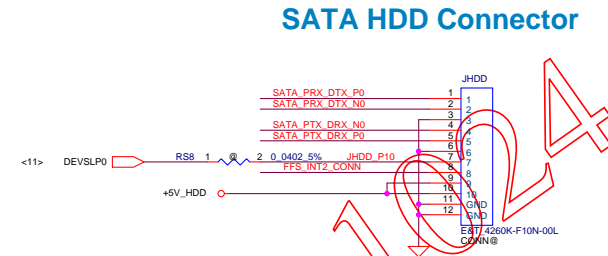 SATA HDD Connector
JHDD
SATA_PRX_DTX_P0 1 1
SATA_PRX_DTX_N0 2 2
3 3
SATA_PTX_DRX_N0 4 4
SATA_PTX_DRX_P0 5 5
6 6
<11> DEVSLP0 RS8 1 @ 2 0_0402_5% JHDD_P10 7 7
FFS_INT2_CONN 8 8
9 9
+5V_HDD 10 10
11 GND
12 GND
E&T_4260K-F10N-00L
CONN@
1024